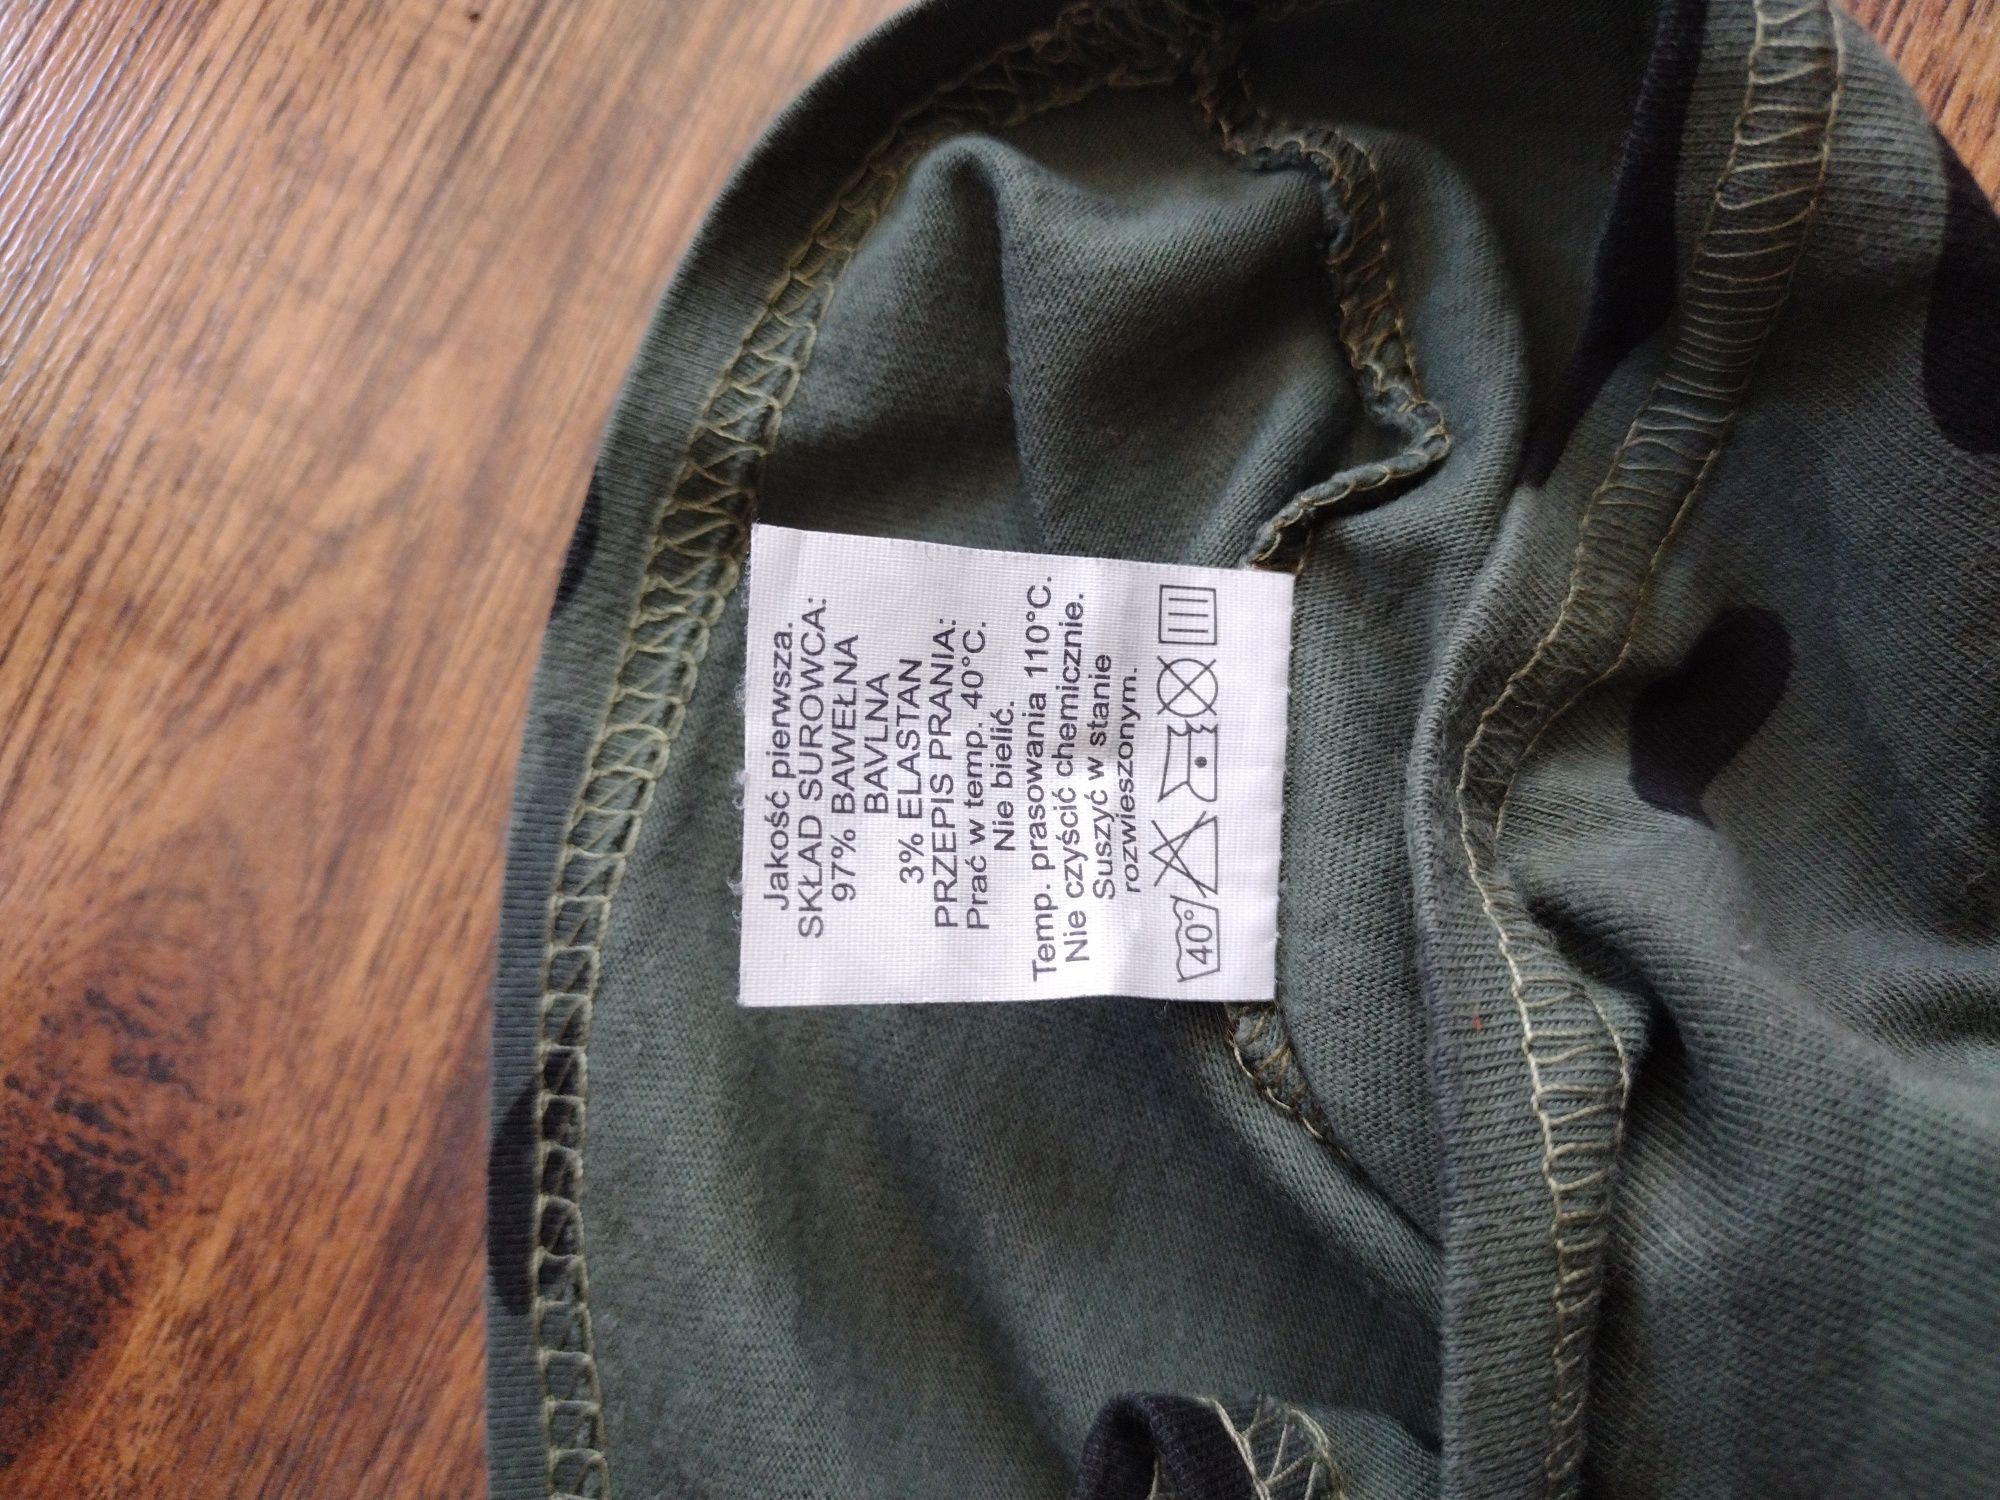 Jakość pierwsza.
SKŁAD SUROWCA:
97% BAWEŁNA
BAVLNA
3% ELASTAN
PRZEPIS PRANIA:
Prać w temp. 40°C.
Nie bielić.
Temp. prasowania 110°C.
Nie czyścić chemicznie.
Suszyć w stanie
rozwieszonym.
40°